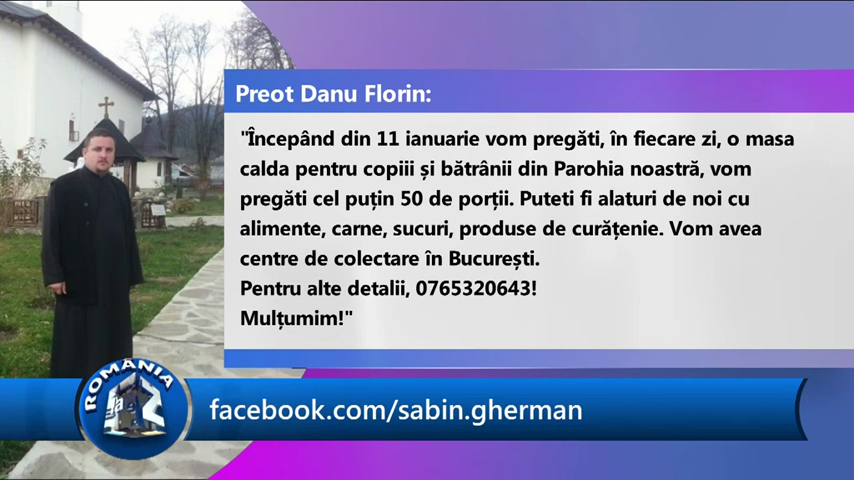 Preot Danu Florin:
"Începând din 11 ianuarie vom pregăti, în fiecare zi, o masa
calda pentru copiii și bătrânii din Parohia noastră, vom
pregăti cel puțin 50 de porții. Puteti fi alaturi de noi cu
alimente, carne, sucuri, produse de curățenie. Vom avea
centre de colectare în București.
Pentru alte detalii, 0765320643!
Mulțumim!"
ROMÂNIA
de la A Z
facebook.com/sabin.gherman